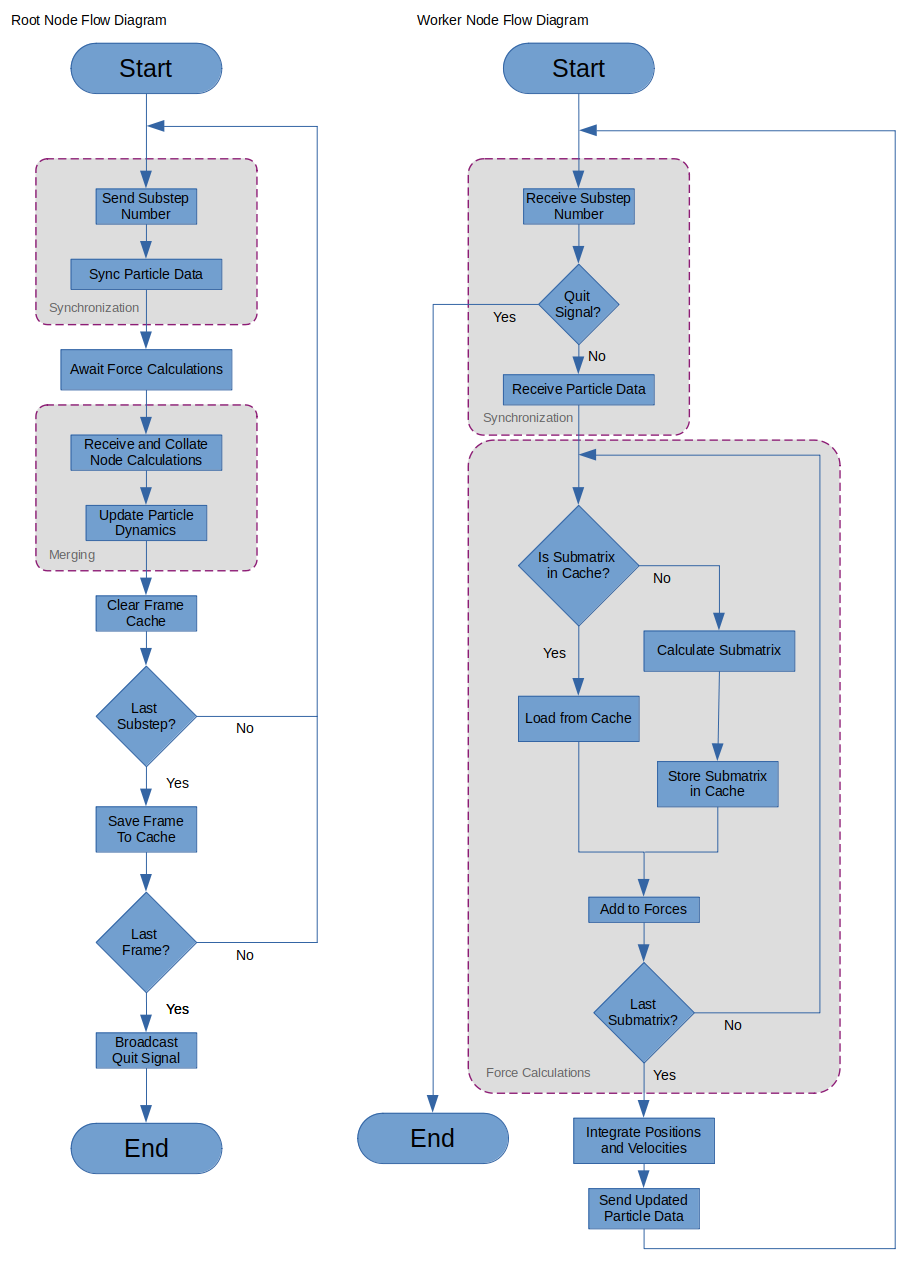 Root Node Flow Diagram
Start
Send Substep
Number
Sync Particle Data
Synchronization
Await Force Calculations
Receive and Collate
Node Calculations
Update Particle
Dynamics
Merging
Clear Frame
Cache
Last
Substep?
No
Yes
Save Frame
To Cache
Last
Frame?
No
Yes
Broadcast
Quit Signal
End
Worker Node Flow Diagram
Start
Receive Substep
Number
Quit
Signal?
Yes
No
Receive Particle Data
Synchronization
Is Submatrix
in Cache?
No
Yes
Calculate Submatrix
Load from Cache
Store Submatrix
in Cache
Add to Forces
Last
Submatrix?
No
Yes
Force Calculations
End
Integrate Positions
and Velocities
Send Updated
Particle Data